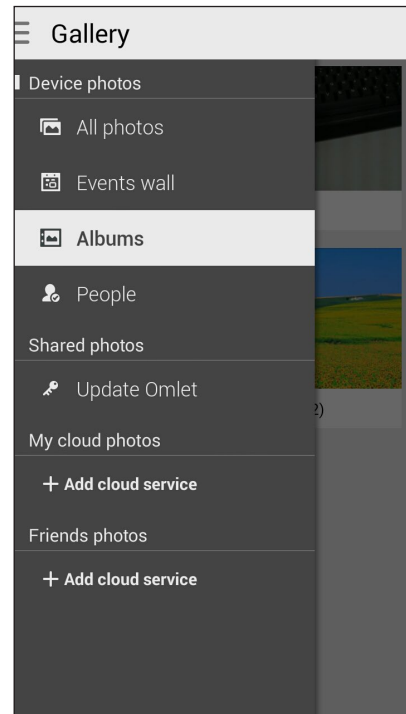 Gallery
Device photos
All photos
Events wall
Albums
People
Shared photos
Update Omlet
2)
My cloud photos
+ Add cloud service
Friends photos
+ Add cloud service